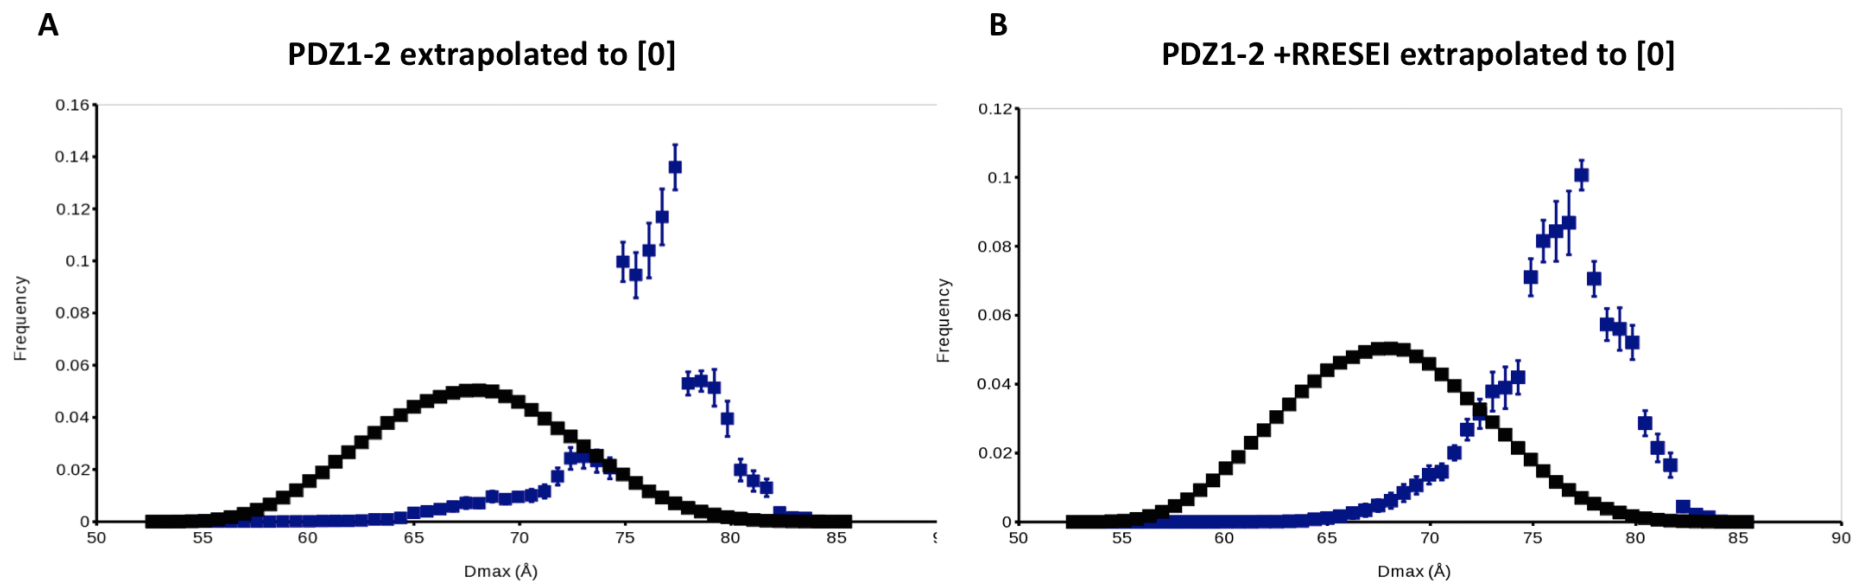 A
PDZ1-2 extrapolated to [0]
0.16
0.14
0.12
0.1
0.08
0.06
0.04
0.02
0
Frequency
50 55 60 65 70 75 80 85
Dmax (Å)
B
PDZ1-2 +RRESEI extrapolated to [0]
0.12
0.1
0.08
0.06
0.04
0.02
0
Frequency
50 55 60 65 70 75 80 85 90
Dmax (Å)